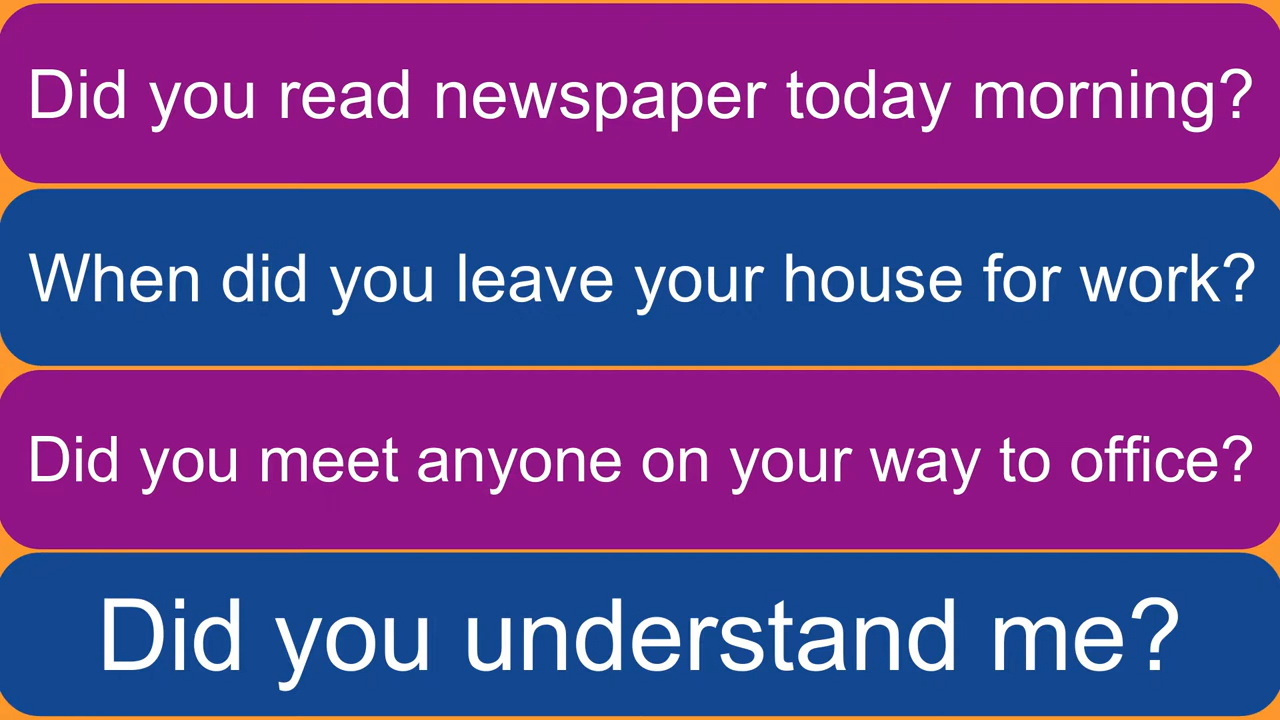 Did you read newspaper today morning?
When did you leave your house for work?
Did you meet anyone on your way to office?
Did you understand me?